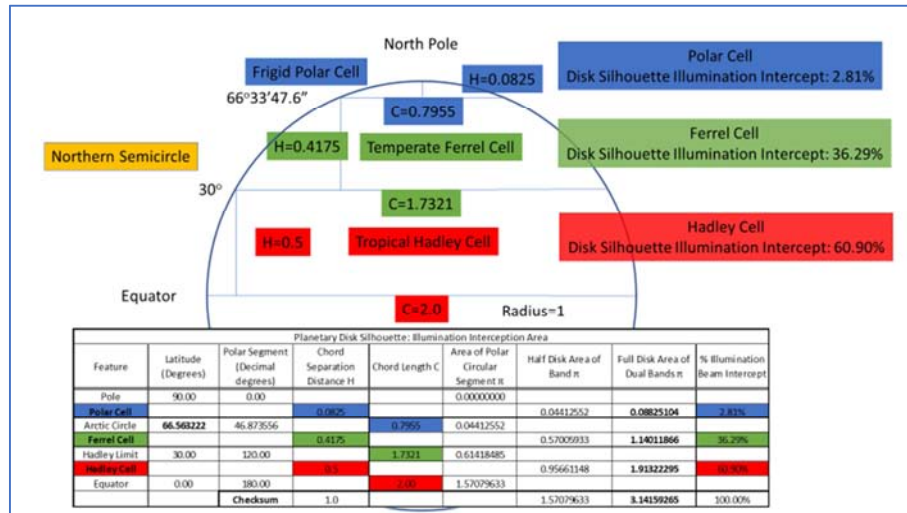 North Pole
Frigid Polar Cell
H=0.0825
Polar Cell
Disk Silhouette Illumination Intercept: 2.81%
66°33'47.6"
C=0.7955
H=0.4175
Temperate Ferrel Cell
Ferrel Cell
Disk Silhouette Illumination Intercept: 36.29%
Northern Semicircle
30°
C=1.7321
H=0.5
Tropical Hadley Cell
Hadley Cell
Disk Silhouette Illumination Intercept: 60.90%
Equator
C=2.0
Radius=1
Planetary Disk Silhouette: Illumination Interception Area
Feature Latitude (Degrees) Polar Segment (Decimal degrees) Chord Separation Distance H Chord Length C Area of Polar Circular Segment π Half Disk Area of Band π Full Disk Area of Dual Bands π % Illumination Beam Intercept
Pole 90.00 0.00 0.00000000
Polar Cell 0.0825 0.04412552 0.08825104 2.81%
Arctic Circle 66.563222 46.873556 0.7955 0.04412552
Ferrel Cell 0.4175 0.57005933 1.14011866 36.29%
Hadley Limit 30.00 120.00 1.7321 0.61418485
Hadley Cell 0.5 0.95661148 1.91322295 60.90%
Equator 0.00 180.00 2.00 1.57079633
Checksum 1.0 1.57079633 3.14159265 100.00%